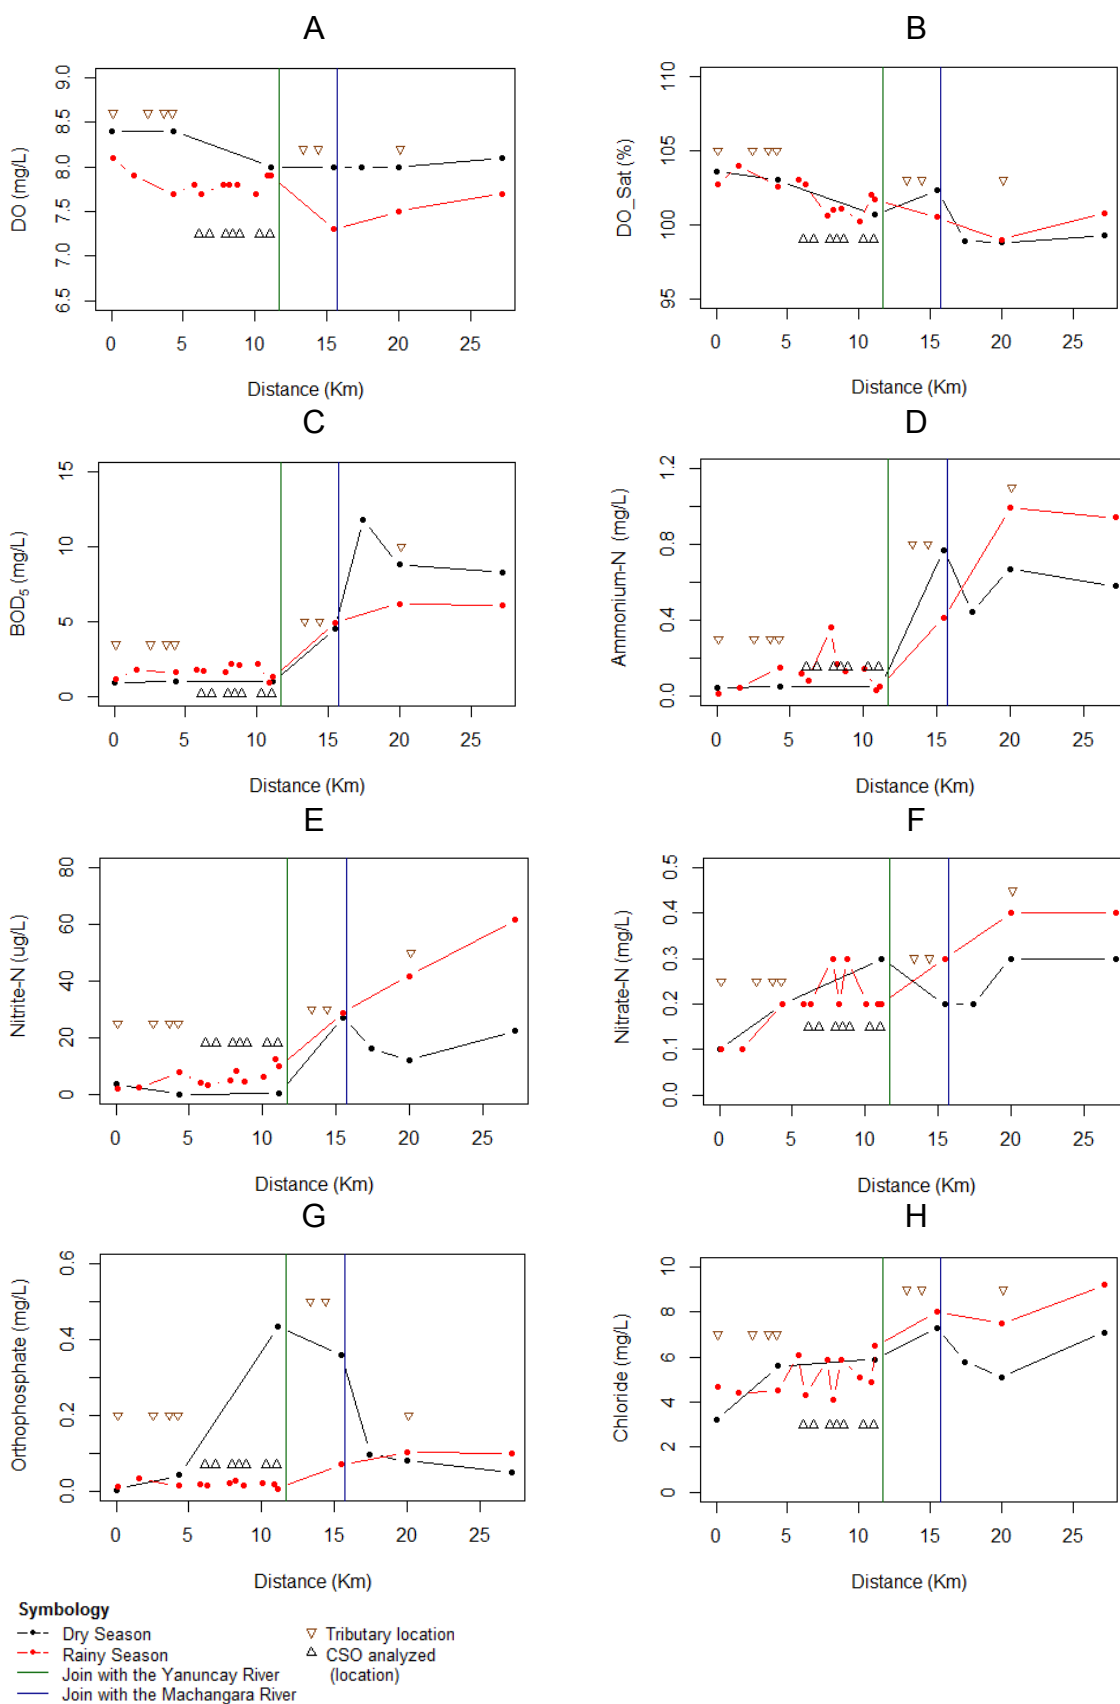 A
B
DO (mg/L)
9.0
8.5
8.0
7.5
7.0
6.5
0 5 10 15 20 25
Distance (Km)
DO_Sat (%)
110
105
100
95
0 5 10 15 20 25
Distance (Km)
C
D
BOD5 (mg/L)
15
10
5
0
0 5 10 15 20 25
Distance (Km)
Ammonium-N (mg/L)
1.2
0.8
0.4
0.0
0 5 10 15 20 25
Distance (Km)
E
F
Nitrite-N (ug/L)
80
60
40
20
0
0 5 10 15 20 25
Distance (Km)
Nitrate-N (mg/L)
0.5
0.4
0.3
0.2
0.1
0.0
0 5 10 15 20 25
Distance (Km)
G
H
Orthophosphate (mg/L)
0.6
0.4
0.2
0.0
0 5 10 15 20 25
Distance (Km)
Chloride (mg/L)
10
8
6
4
2
0
0 5 10 15 20 25
Distance (Km)
Symbology
Dry Season
Rainy Season
Join with the Yanuncay River
Join with the Machangara River
Tributary location
CSO analyzed
(location)